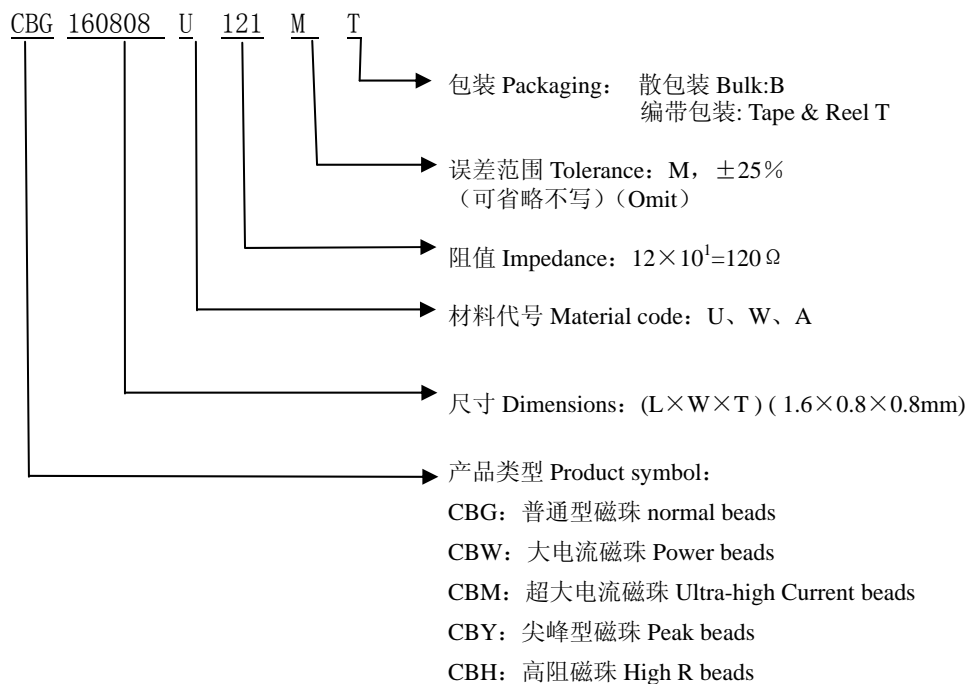 CBG 160808 U 121 M T
包装 Packaging： 散包装 Bulk:B
编带包装: Tape & Reel T
误差范围 Tolerance：M，±25％
（可省略不写）（Omit）
阻值 Impedance：12×10¹=120Ω
材料代号 Material code：U、W、A
尺寸 Dimensions：(L×W×T ) ( 1.6×0.8×0.8mm)
产品类型 Product symbol：
CBG：普通型磁珠 normal beads
CBW：大电流磁珠 Power beads
CBM：超大电流磁珠 Ultra-high Current beads
CBY：尖峰型磁珠 Peak beads
CBH：高阻磁珠 High R beads